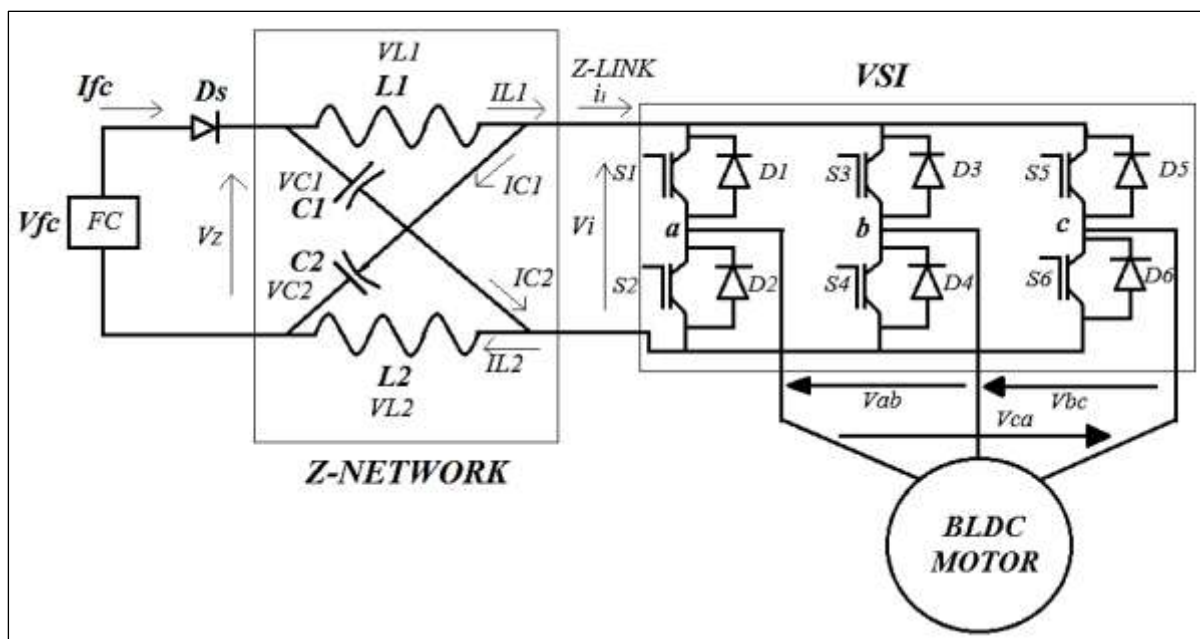 VL1
L1
Z-LINK
VSI
Ifc
Ds
IL1
ii
S1
D1
S3
D3
S5
D5
VC1
C1
IC1
Vfc
FC
Vz
Vi
a
b
c
C2
VC2
IC2
S2
D2
S4
D4
S6
D6
IL2
L2
VL2
Vab
Vbc
Vca
Z-NETWORK
BLDC
MOTOR